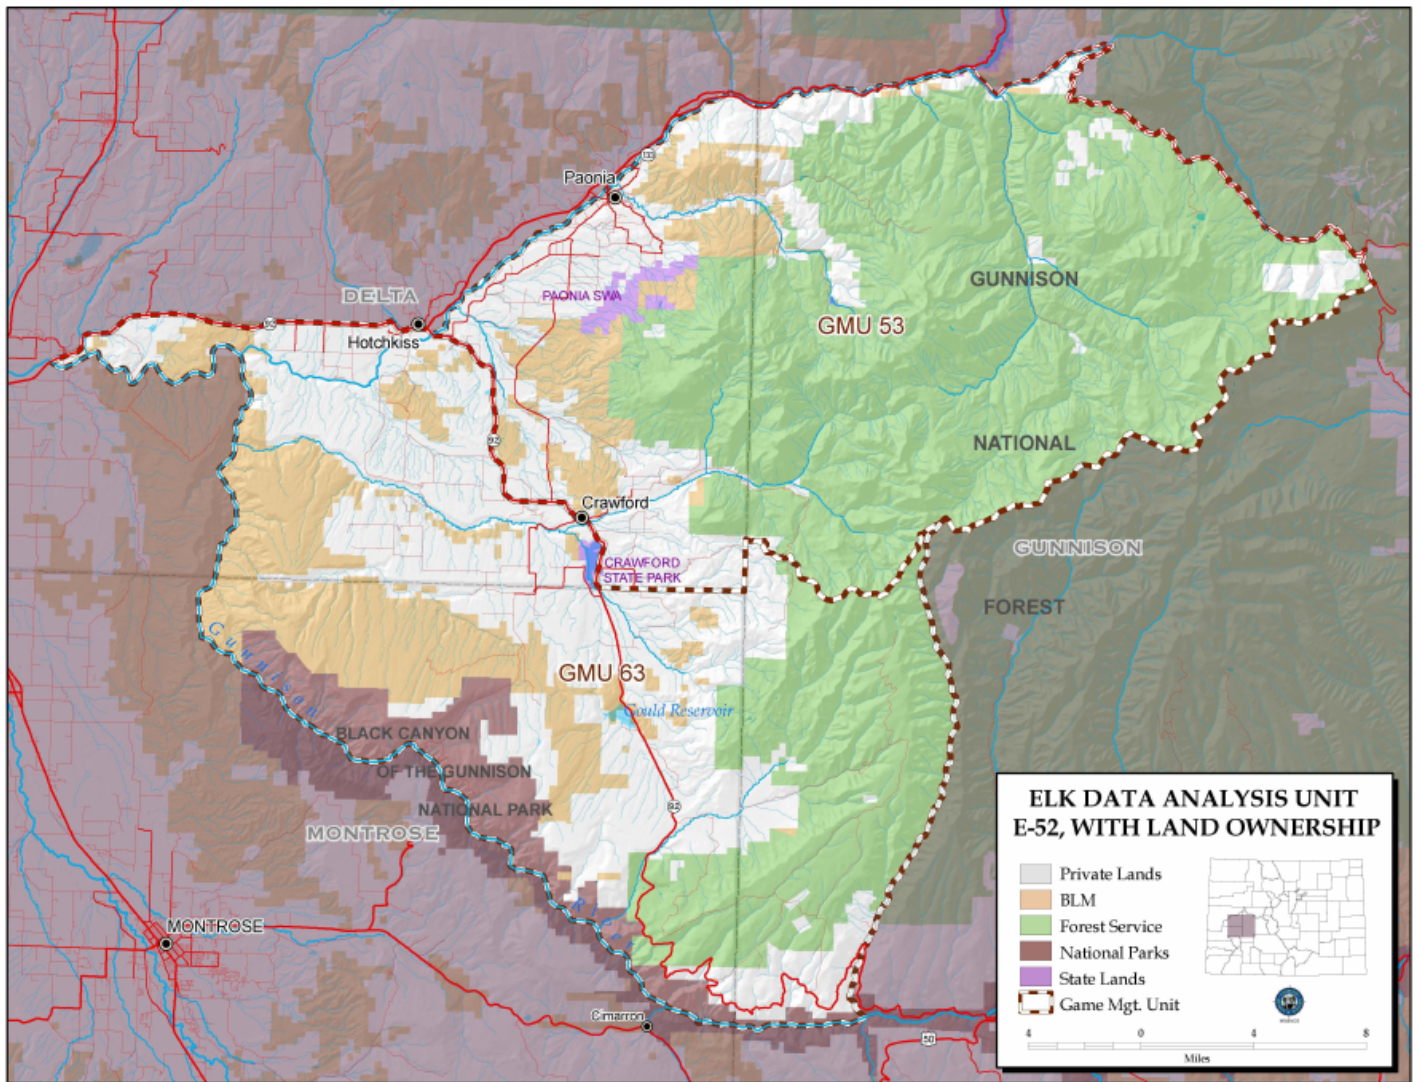 Paonia
133
DELTA
PAONIA SWA
GUNNISON
GMU 53
92
Hotchkiss
92
NATIONAL
Crawford
GUNNISON
CRAWFORD
STATE PARK
FOREST
Gunnison
GMU 63
Gould Reservoir
BLACK CANYON
OF THE GUNNISON
NATIONAL PARK
92
MONTROSE
River
MONTROSE
Cimarron
50
ELK DATA ANALYSIS UNIT
E-52, WITH LAND OWNERSHIP
Private Lands
BLM
Forest Service
National Parks
State Lands
Game Mgt. Unit
4 0 4 8
Miles